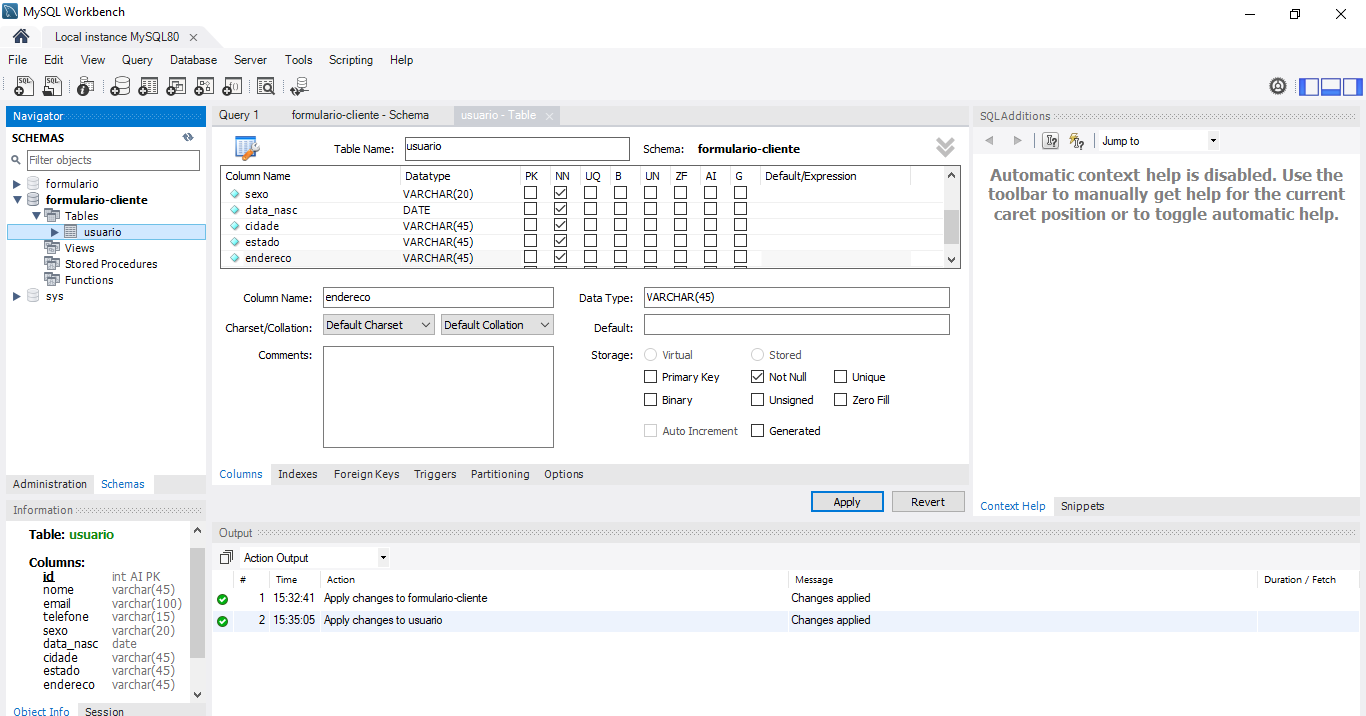 MySQL Workbench
Local instance MySQL80
File Edit View Query Database Server Tools Scripting Help
Navigator
SCHEMAS
Filter objects
formulario
formulario-cliente
Tables
usuario
Views
Stored Procedures
Functions
sys
Administration Schemas
Information
Table: usuario
Columns:
id int AI PK
nome varchar(45)
email varchar(100)
telefone varchar(15)
sexo varchar(20)
data_nasc date
cidade varchar(45)
estado varchar(45)
endereco varchar(45)
Object Info Session
Query 1 formulario-cliente - Schema usuario - Table
Table Name: usuario Schema: formulario-cliente
Column Name Datatype PK NN UQ B UN ZF AI G Default/Expression
sexo VARCHAR(20)
data_nasc DATE
cidade VARCHAR(45)
estado VARCHAR(45)
endereco VARCHAR(45)
Column Name: endereco Data Type: VARCHAR(45)
Charset/Collation: Default Charset Default Collation Default:
Comments: Storage: Virtual Stored
Primary Key Not Null Unique
Binary Unsigned Zero Fill
Auto Increment Generated
Columns Indexes Foreign Keys Triggers Partitioning Options
Apply Revert
Output
Action Output
# Time Action Message Duration / Fetch
1 15:32:41 Apply changes to formulario-cliente Changes applied
2 15:35:05 Apply changes to usuario Changes applied
SQLAdditions
Jump to
Automatic context help is disabled. Use the
toolbar to manually get help for the current
caret position or to toggle automatic help.
Context Help Snippets